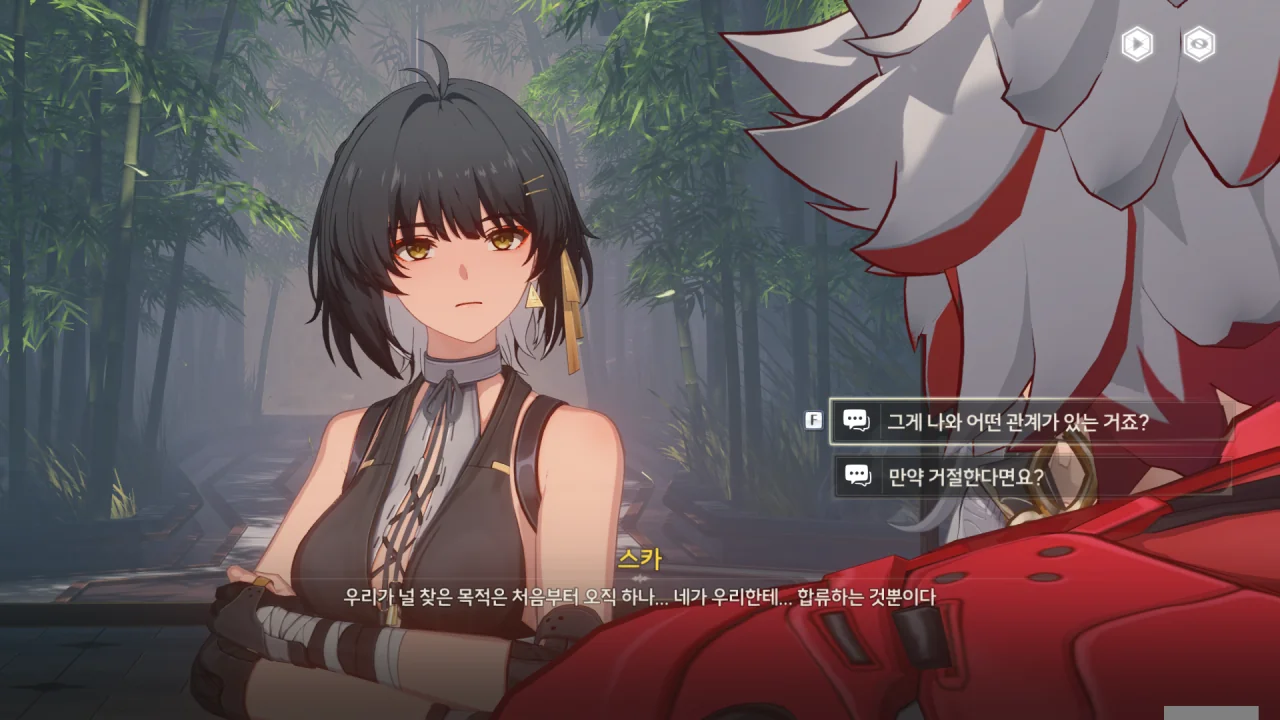 F 그게 나와 어떤 관계가 있는 거죠?
만약 거절한다면요?
스카
우리가 널 찾은 목적은 처음부터 오직 하나... 네가 우리한테... 합류하는 것뿐이다